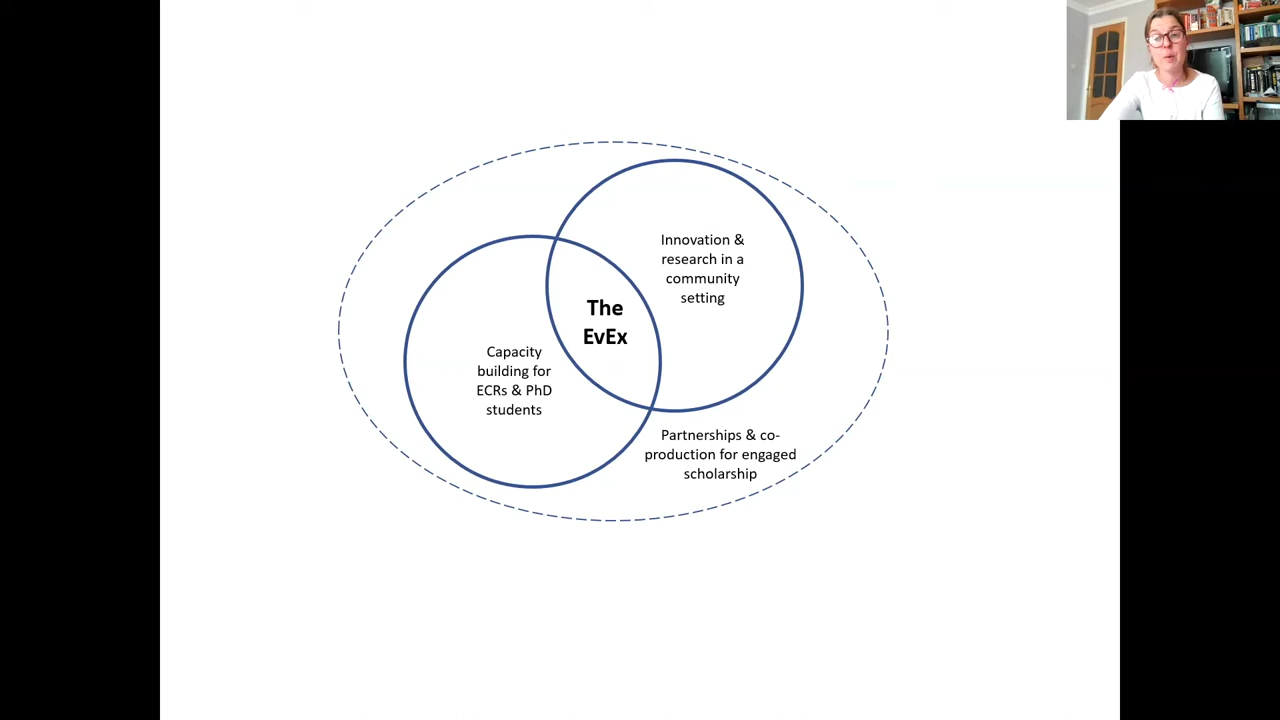 Innovation &
research in a
community
setting
The
EvEx
Capacity
building for
ECRs & PhD
students
Partnerships & co-
production for engaged
scholarship